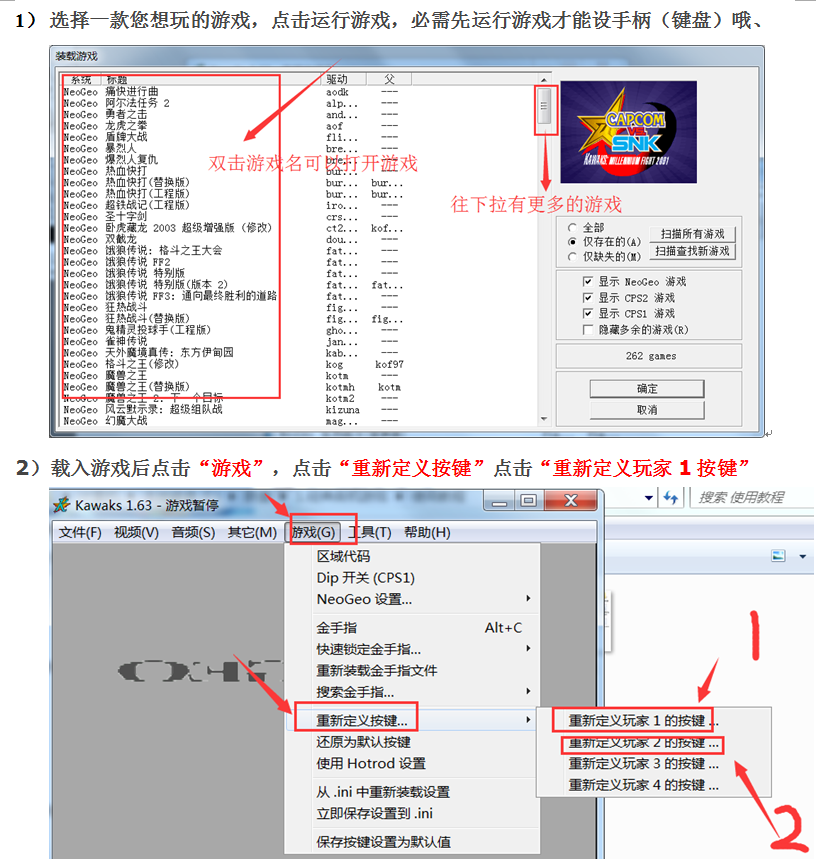 1） 选择一款您想玩的游戏，点击运行游戏，必需先运行游戏才能设手柄（键盘）哦、
装载游戏
系统 标题 驱动 父
NeoGeo 痛快进行曲 aodk ---
NeoGeo 阿尔法任务 2 alp... ---
NeoGeo 勇者之击 and... ---
NeoGeo 龙虎之拳 aof ---
NeoGeo 盾牌大战 fli... ---
NeoGeo 暴烈人 bre... ---
NeoGeo 爆烈人复仇 bre... ---
双击游戏名可以打开游戏
NeoGeo 热血快打 bur... ---
NeoGeo 热血快打(替换版) bur... bur...
NeoGeo 热血快打(工程版) bur... bur...
NeoGeo 超铁战记(工程版) iro... ---
NeoGeo 圣十字剑 crs... ---
NeoGeo 卧虎藏龙 2003 超级增强版 (修改) ct2... kof...
NeoGeo 双截龙 dou... ---
NeoGeo 饿狼传说: 格斗之王大会 fat... ---
NeoGeo 饿狼传说 FF2 fat... ---
NeoGeo 饿狼传说 特别版 fat... ---
NeoGeo 饿狼传说 特别版(版本 2) fat... fat...
NeoGeo 饿狼传说 FF3: 通向最终胜利的道路 fat... ---
NeoGeo 狂热战斗 fig... ---
NeoGeo 狂热战斗(替换版) fig... fig...
NeoGeo 鬼精灵投球手(工程版) gho... ---
NeoGeo 雀神传说 jan... ---
NeoGeo 天外魔境真传: 东方伊甸园 kab... ---
NeoGeo 格斗之王(修改) kog kof97
NeoGeo 魔兽之王 kotm ---
NeoGeo 魔兽之王(替换版) kotmh kotm
NeoGeo 魔兽之王 2: 下一个目标 kotm2 ---
NeoGeo 风云默示录: 超级组队战 kizuna ---
NeoGeo 幻魔大战 mag... ---
往下拉有更多的游戏
CAPCOM
VS.
SNK
KAWAKS: MILLENNIUM FIGHT 2001
全部
仅存在的(A)
仅缺失的(M)
扫描所有游戏
扫描查找新游戏
显示 NeoGeo 游戏
显示 CPS2 游戏
显示 CPS1 游戏
隐藏多余的游戏(R)
262 games
确定
取消
2）载入游戏后点击“游戏”，点击“重新定义按键”点击“重新定义玩家 1 按键”
Kawaks 1.63 - 游戏暂停
搜索 使用教程
文件(F) 视频(V) 音频(S) 其它(M) 游戏(G) 工具(T) 帮助(H)
区域代码
Dip 开关 (CPS1)
NeoGeo 设置...
金手指 Alt+C
快速锁定金手指...
重新装载金手指文件
搜索金手指...
重新定义按键...
还原为默认按键
使用 Hotrod 设置
从 .ini 中重新装载设置
立即保存设置到 .ini
保存按键设置为默认值
1
重新定义玩家 1 的按键 ...
重新定义玩家 2 的按键 ...
重新定义玩家 3 的按键 ...
重新定义玩家 4 的按键 ...
2